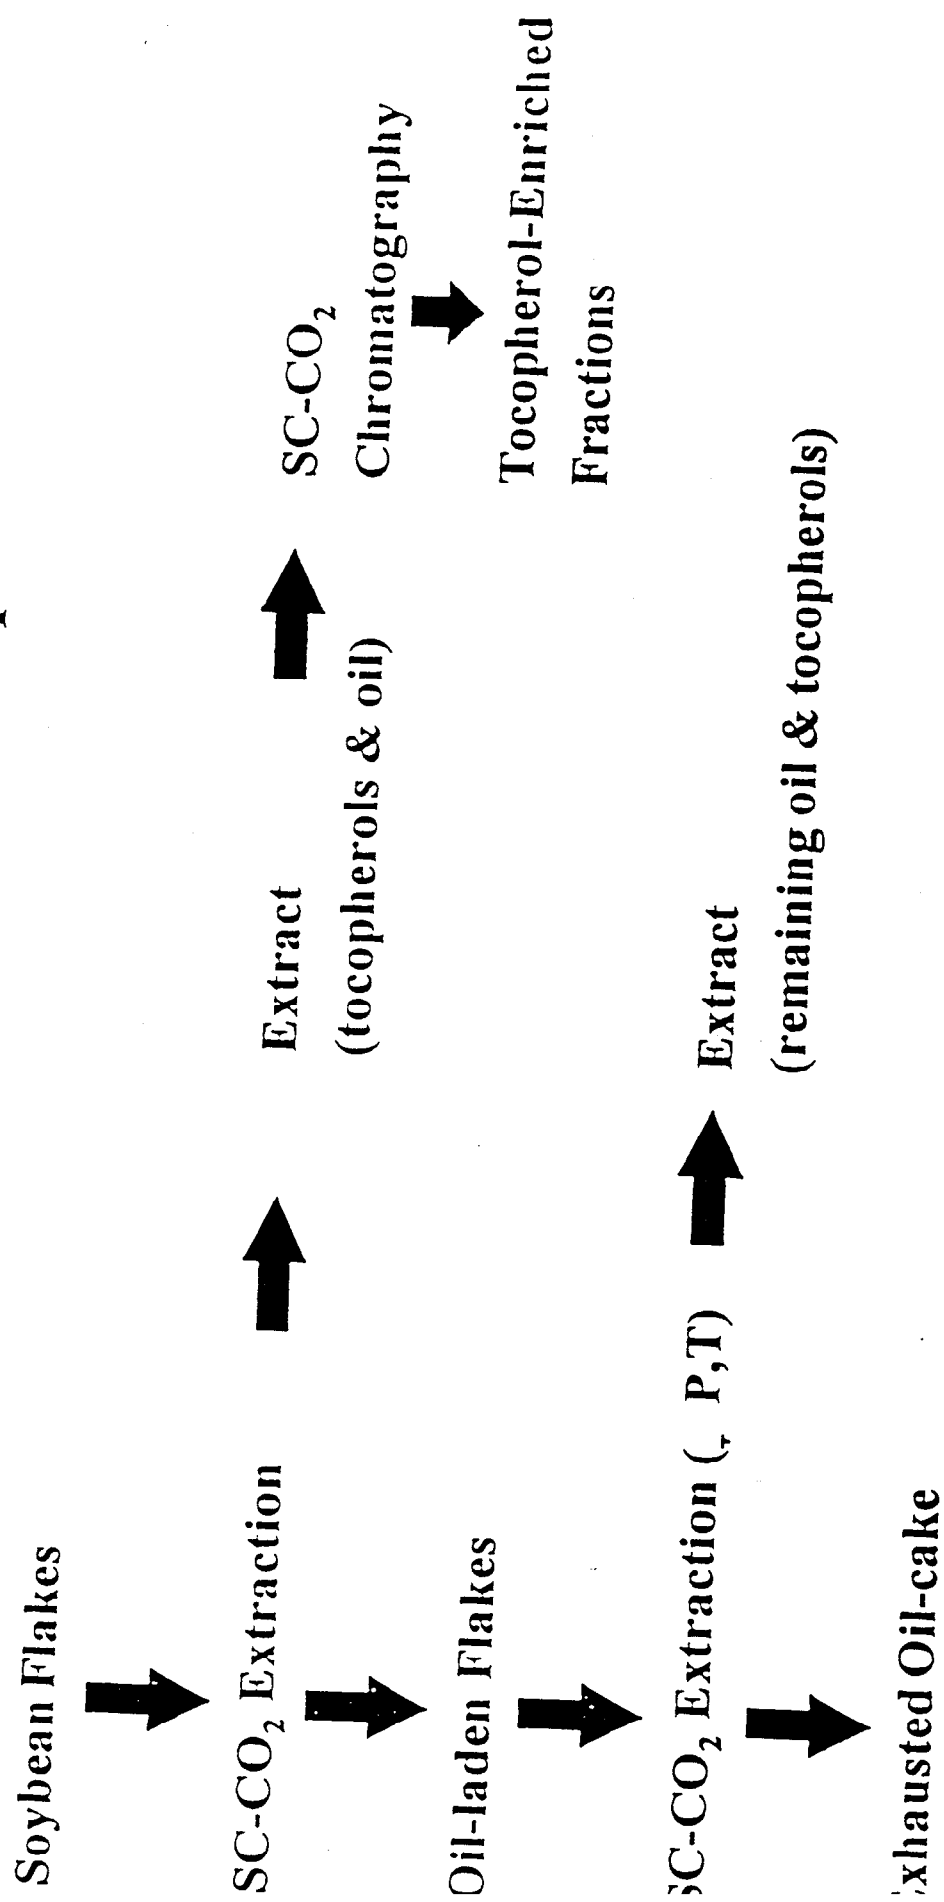 Soybean Flakes
SC-CO₂ Extraction
Extract
(tocopherols & oil)
SC-CO₂
Chromatography
Tocopherol-Enriched
Fractions
Oil-laden Flakes
SC-CO₂ Extraction ( P,T)
Extract
(remaining oil & tocopherols)
Exhausted Oil-cake